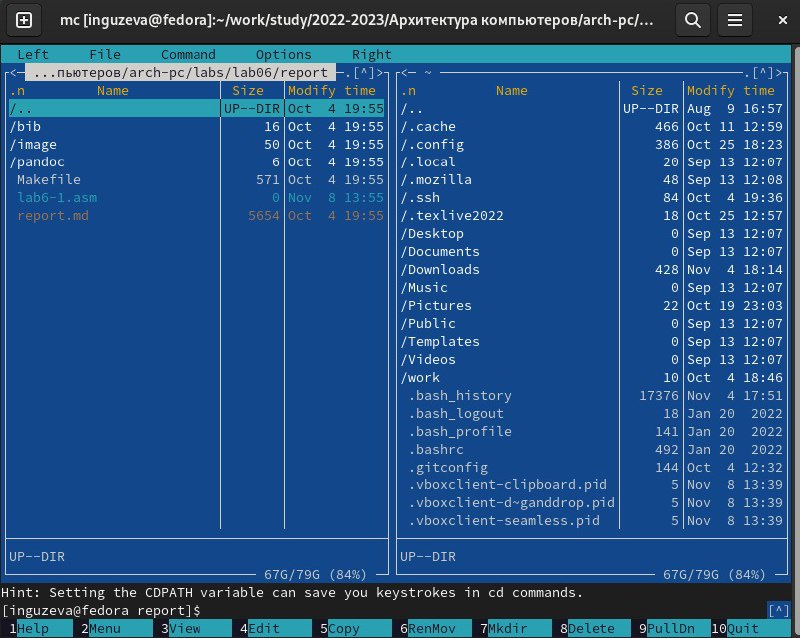 mc [inguzeva@fedora]:~/work/study/2022-2023/Архитектура компьютеров/arch-pc/...
Left File Command Options Right
...пьютеров/arch-pc/labs/lab06/report
.[^]>
.n Name Size Modify time
/.. UP--DIR Oct 4 19:55
/bib 16 Oct 4 19:55
/image 50 Oct 4 19:55
/pandoc 6 Oct 4 19:55
Makefile 571 Oct 4 19:55
lab6-1.asm 0 Nov 8 13:55
report.md 5654 Oct 4 19:55
UP--DIR
67G/79G (84%)
~ .[^]>
.n Name Size Modify time
/.. UP--DIR Aug 9 16:57
/.cache 466 Oct 11 12:59
/.config 386 Oct 25 18:23
/.local 20 Sep 13 12:07
/.mozilla 48 Sep 13 12:08
/.ssh 84 Oct 4 19:36
/.texlive2022 18 Oct 25 12:57
/Desktop 0 Sep 13 12:07
/Documents 0 Sep 13 12:07
/Downloads 428 Nov 4 18:14
/Music 0 Sep 13 12:07
/Pictures 22 Oct 19 23:03
/Public 0 Sep 13 12:07
/Templates 0 Sep 13 12:07
/Videos 0 Sep 13 12:07
/work 10 Oct 4 18:46
.bash_history 17376 Nov 4 17:51
.bash_logout 18 Jan 20 2022
.bash_profile 141 Jan 20 2022
.bashrc 492 Jan 20 2022
.gitconfig 144 Oct 4 12:32
.vboxclient-clipboard.pid 5 Nov 8 13:39
.vboxclient-d~ganddrop.pid 5 Nov 8 13:39
.vboxclient-seamless.pid 5 Nov 8 13:39
UP--DIR
67G/79G (84%)
Hint: Setting the CDPATH variable can save you keystrokes in cd commands.
[inguzeva@fedora report]$ [^]
1Help 2Menu 3View 4Edit 5Copy 6RenMov 7Mkdir 8Delete 9PullDn 10Quit